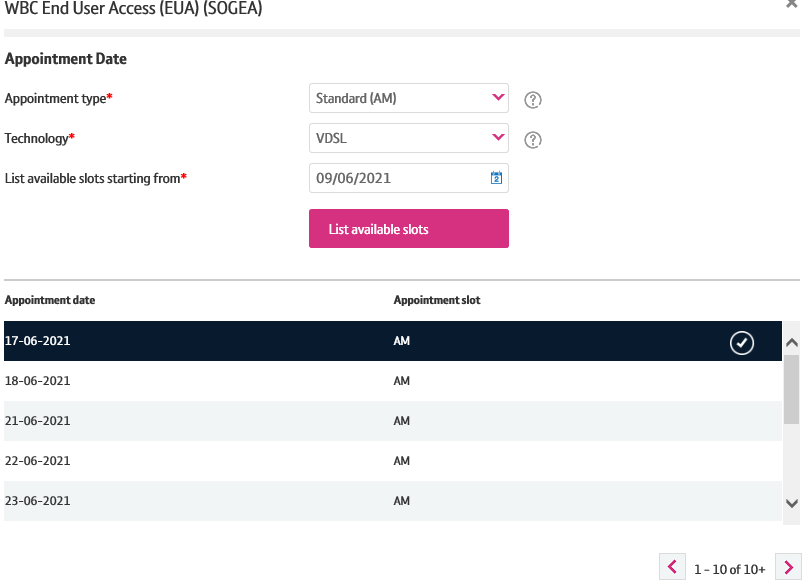 WBC End User Access (EUA) (SOGEA)
Appointment Date
Appointment type* Standard (AM)
Technology* VDSL
List available slots starting from* 09/06/2021
List available slots
Appointment date Appointment slot
17-06-2021 AM
18-06-2021 AM
21-06-2021 AM
22-06-2021 AM
23-06-2021 AM
1 - 10 of 10+